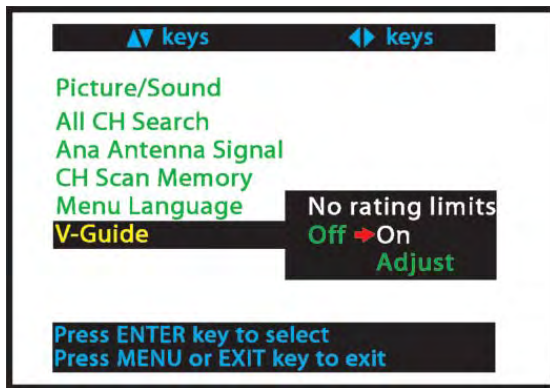 ▲▼ keys ◀▶ keys
Picture/Sound
All CH Search
Ana Antenna Signal
CH Scan Memory
Menu Language
No rating limits
V-Guide
Off ➔On
Adjust
Press ENTER key to select
Press MENU or EXIT key to exit